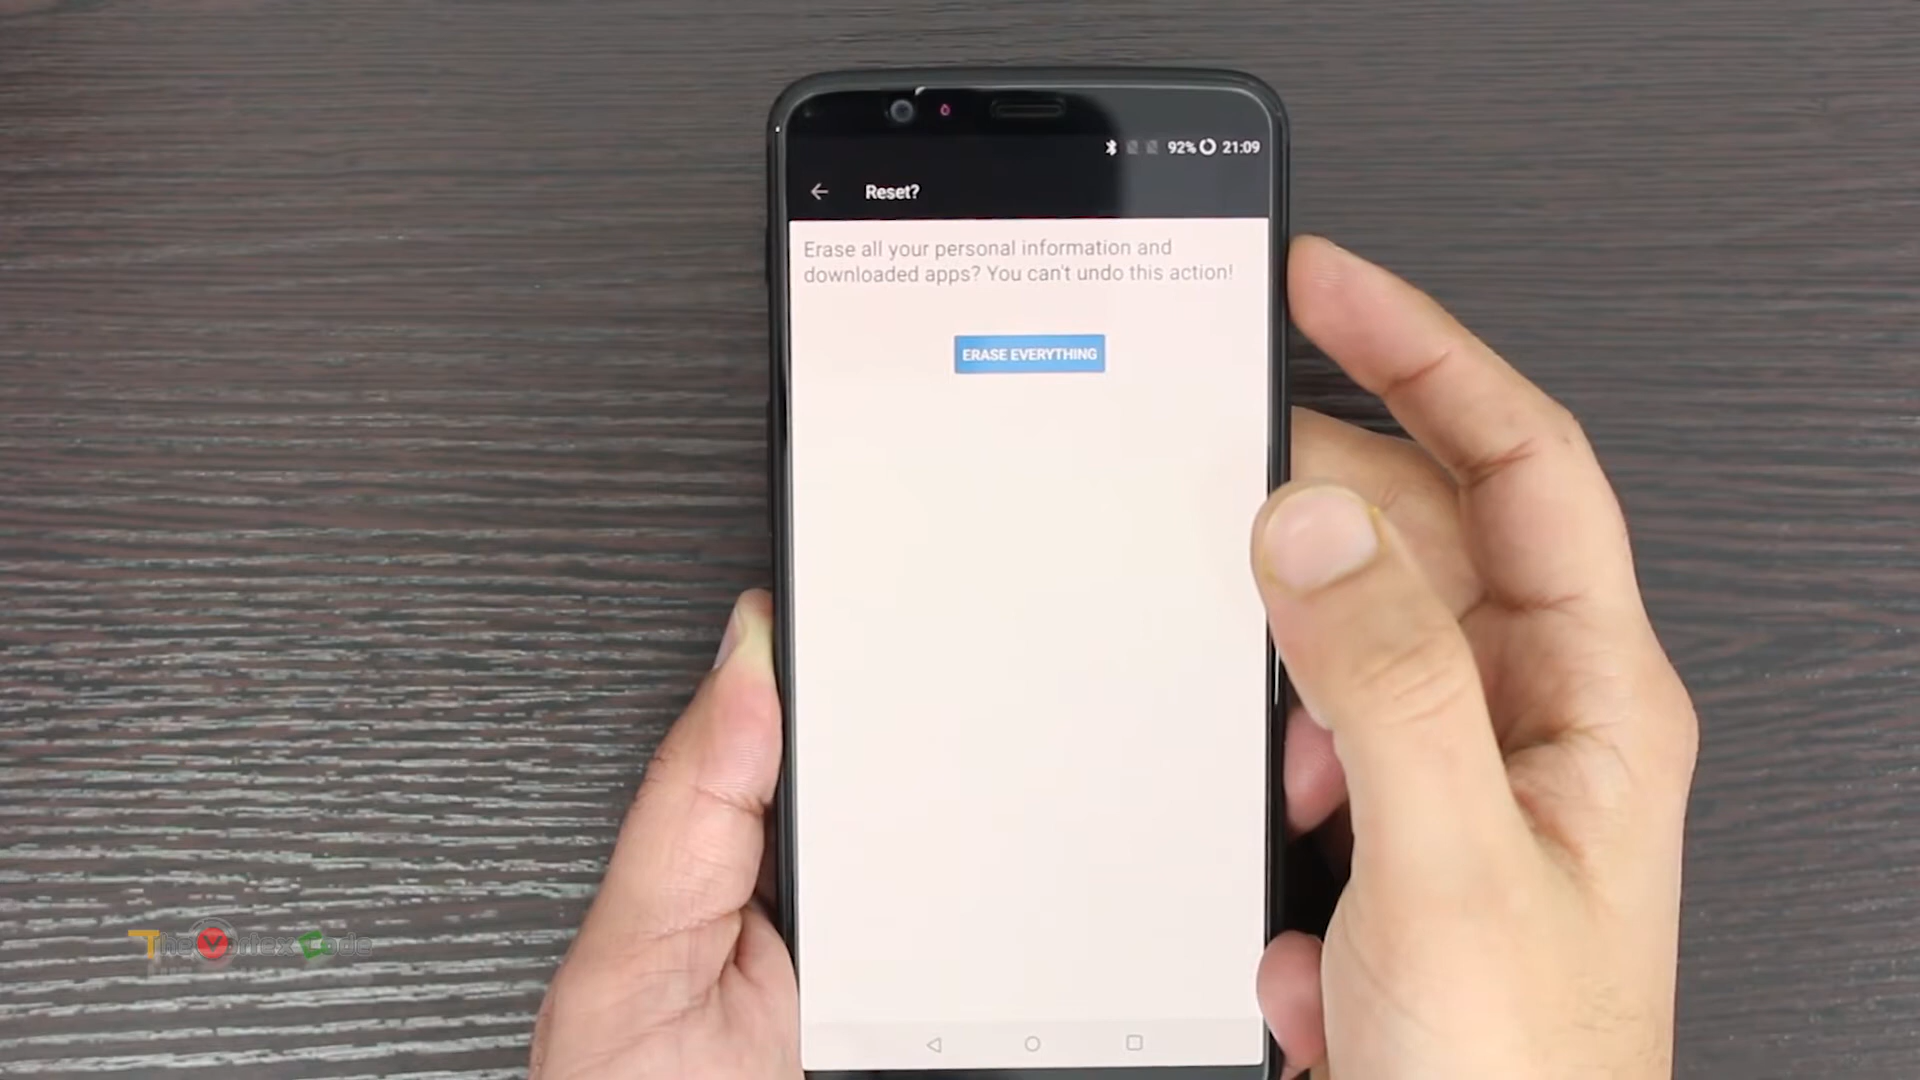 92% 21:09
Reset?
Erase all your personal information and
downloaded apps? You can't undo this action!
ERASE EVERYTHING
TheVortexCode